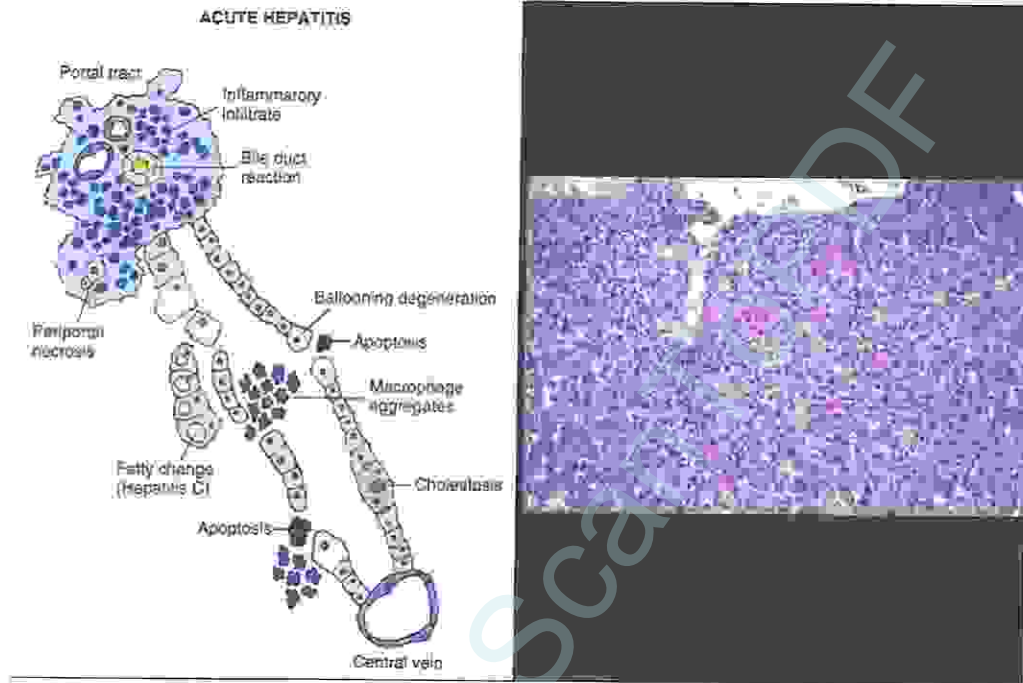 ACUTE HEPATITIS
Portal tract
Inflammatory
infiltrate
Bile duct
reaction
Ballooning degeneration
Periportal
necrosis
Apoptosis
Macrophage
aggregates
Fatty change
(Hepatitis C)
Cholestasis
Apoptosis
Central vein
ScanToPDF